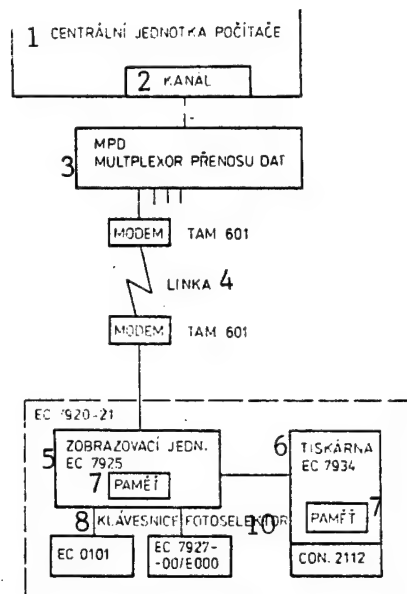 1 CENTRÁLNÍ JEDNOTKA POČÍTAČE
2 KANÁL
MPD
3 MULTPLEXOR PŘENOSU DAT
MODEM TAM 601
LINKA 4
MODEM TAM 601
EC 7920-21
5 ZOBRAZOVACÍ JEDN.
EC 7925
7 PAMĚŤ
6 TISKÁRNA
EC 7934
PAMĚŤ 7
CON. 2112
8 KLÁVESNICE FOTOSELEKTOR 10
EC 0101
EC 7927-
-00/E000